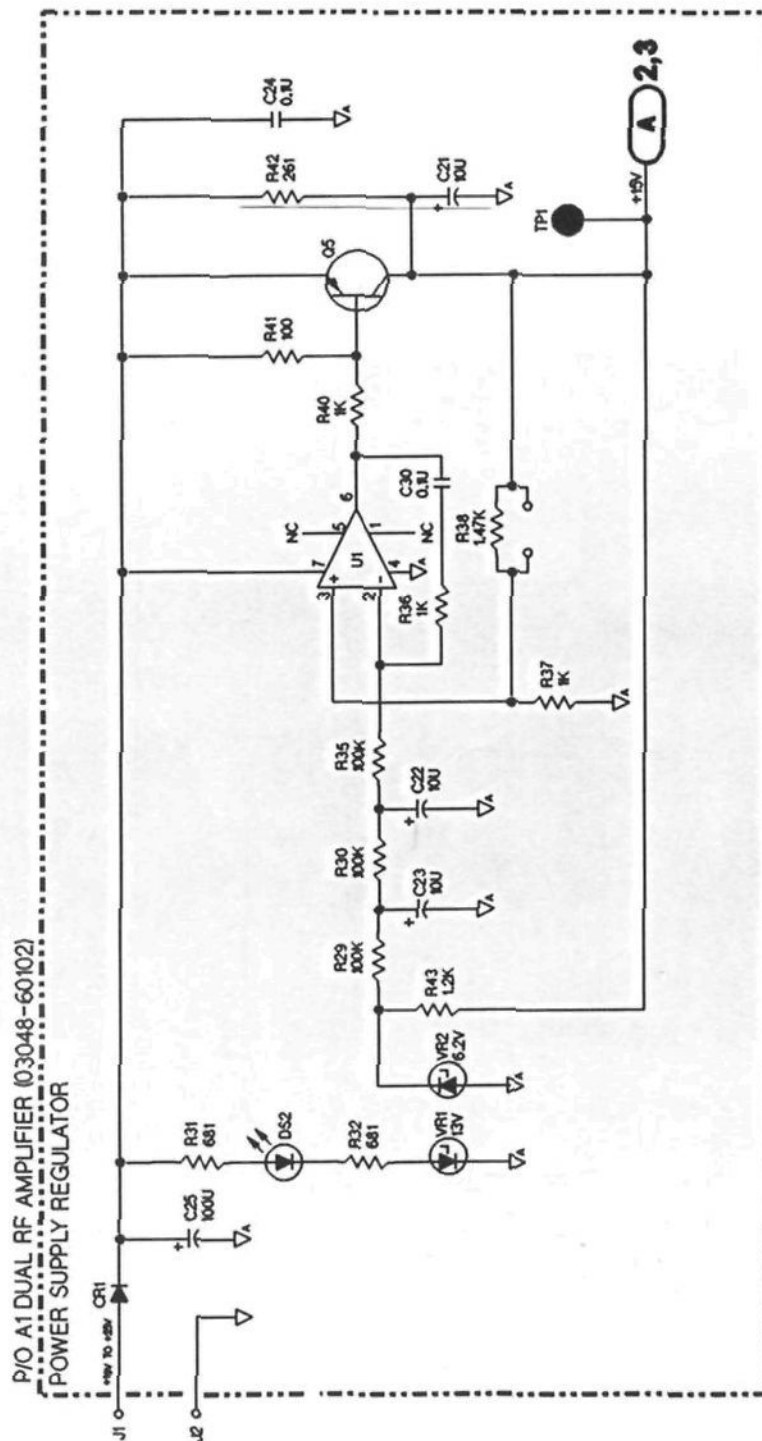 P/O A1 DUAL RF AMPLIFIER (03048-60102)
POWER SUPPLY REGULATOR
J1
+18V TO +25V
CR1
J2
C25
100U
+
A
R31
681
DS2
R32
681
VR1
13V
A
VR2
6.2V
A
R43
1.2K
R29
100K
C23
10U
+
A
R30
100K
C22
10U
+
A
R35
100K
R37
1K
A
R36
1K
C30
0.1U
3
2
+
-
U1
7
4
A
5
NC
1
NC
6
R38
1.47K
R40
1K
R41
100
Q5
R42
261
C21
10U
+
A
C24
0.1U
A
TP1
+15V
A
2,3